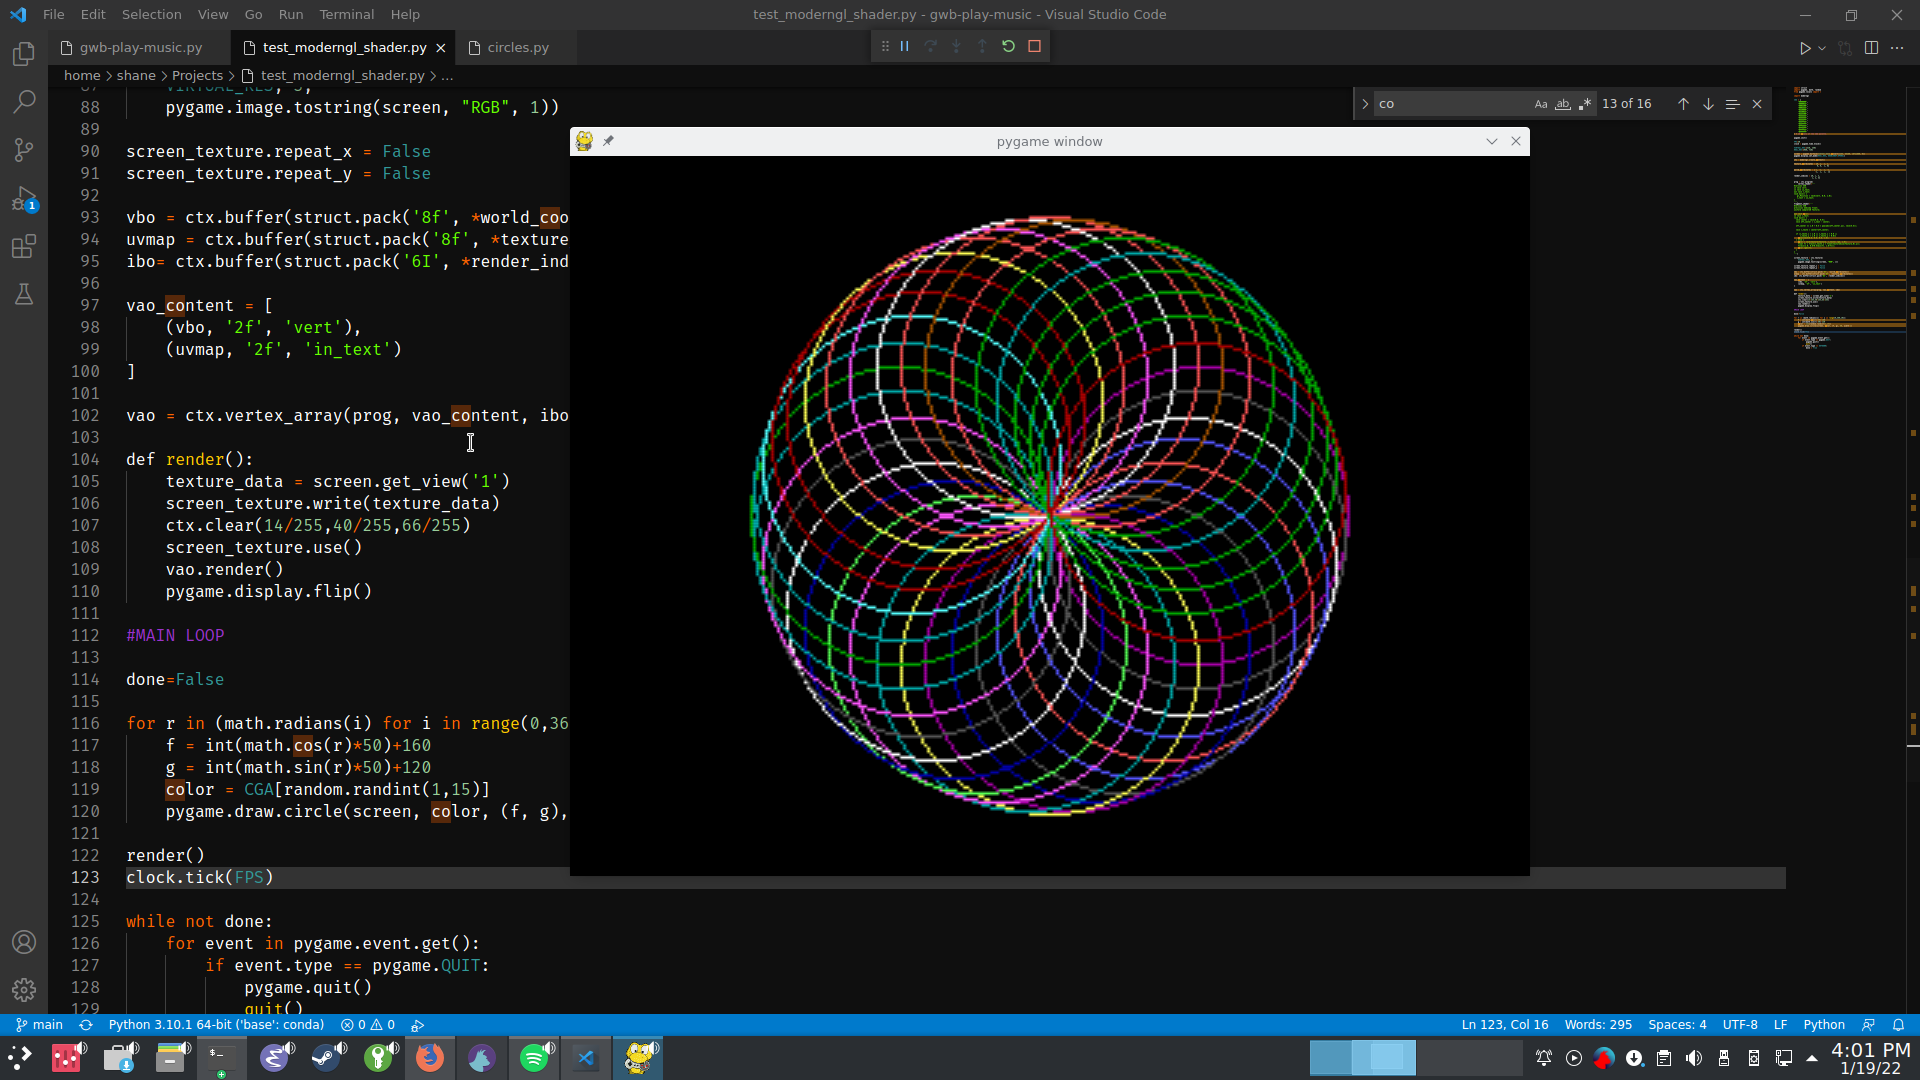 File Edit Selection View Go Run Terminal Help
test_moderngl_shader.py - gwb-play-music - Visual Studio Code
gwb-play-music.py
test_moderngl_shader.py
circles.py
home > shane > Projects > test_moderngl_shader.py > ...
co
Aa
ab
13 of 16
88 pygame.image.tostring(screen, "RGB", 1))
89
90 screen_texture.repeat_x = False
91 screen_texture.repeat_y = False
92
93 vbo = ctx.buffer(struct.pack('8f', *world_coo
94 uvmap = ctx.buffer(struct.pack('8f', *texture
95 ibo= ctx.buffer(struct.pack('6I', *render_ind
96
97 vao_content = [
98 (vbo, '2f', 'vert'),
99 (uvmap, '2f', 'in_text')
100 ]
101
102 vao = ctx.vertex_array(prog, vao_content, ibo
103
104 def render():
105 texture_data = screen.get_view('1')
106 screen_texture.write(texture_data)
107 ctx.clear(14/255,40/255,66/255)
108 screen_texture.use()
109 vao.render()
110 pygame.display.flip()
111
112 #MAIN LOOP
113
114 done=False
115
116 for r in (math.radians(i) for i in range(0,36
117 f = int(math.cos(r)*50)+160
118 g = int(math.sin(r)*50)+120
119 color = CGA[random.randint(1,15)]
120 pygame.draw.circle(screen, color, (f, g),
121
122 render()
123 clock.tick(FPS)
124
125 while not done:
126 for event in pygame.event.get():
127 if event.type == pygame.QUIT:
128 pygame.quit()
129 quit()
pygame window
1
main
Python 3.10.1 64-bit ('base': conda)
0 0
Ln 123, Col 16
Words: 295
Spaces: 4
UTF-8
LF
Python
4:01 PM
1/19/22